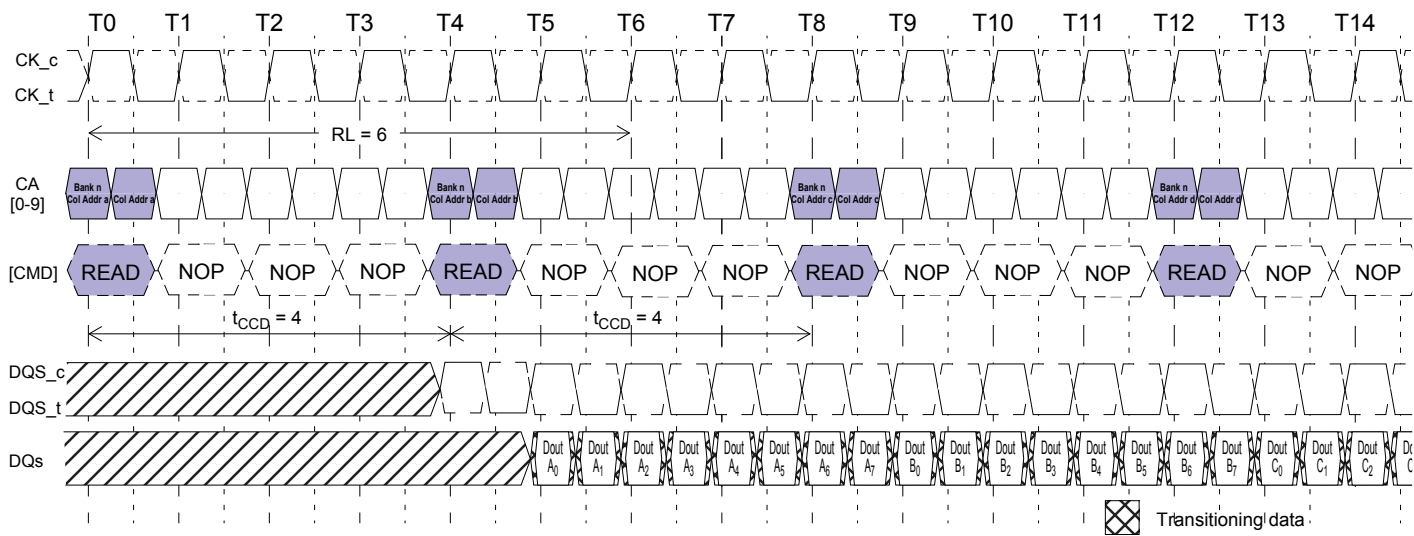 T0 T1 T2 T3 T4 T5 T6 T7 T8 T9 T10 T11 T12 T13 T14
CK_c
CK_t
RL = 6
CA
[0-9]
Bank n
Col Addr a
Col Addr a
Bank n
Col Addr b
Col Addr b
Bank n
Col Addr c
Col Addr c
Bank n
Col Addr d
Col Addr d
[CMD] READ NOP NOP NOP READ NOP NOP NOP READ NOP NOP NOP READ NOP NOP
tCCD = 4 tCCD = 4
DQS_c
DQS_t
DQs
Dout Dout Dout Dout Dout Dout Dout Dout Dout Dout Dout Dout Dout Dout Dout Dout Dout Dout Dout
A0 A1 A2 A3 A4 A5 A6 A7 B0 B1 B2 B3 B4 B5 B6 B7 C0 C1 C2
Transitioning data